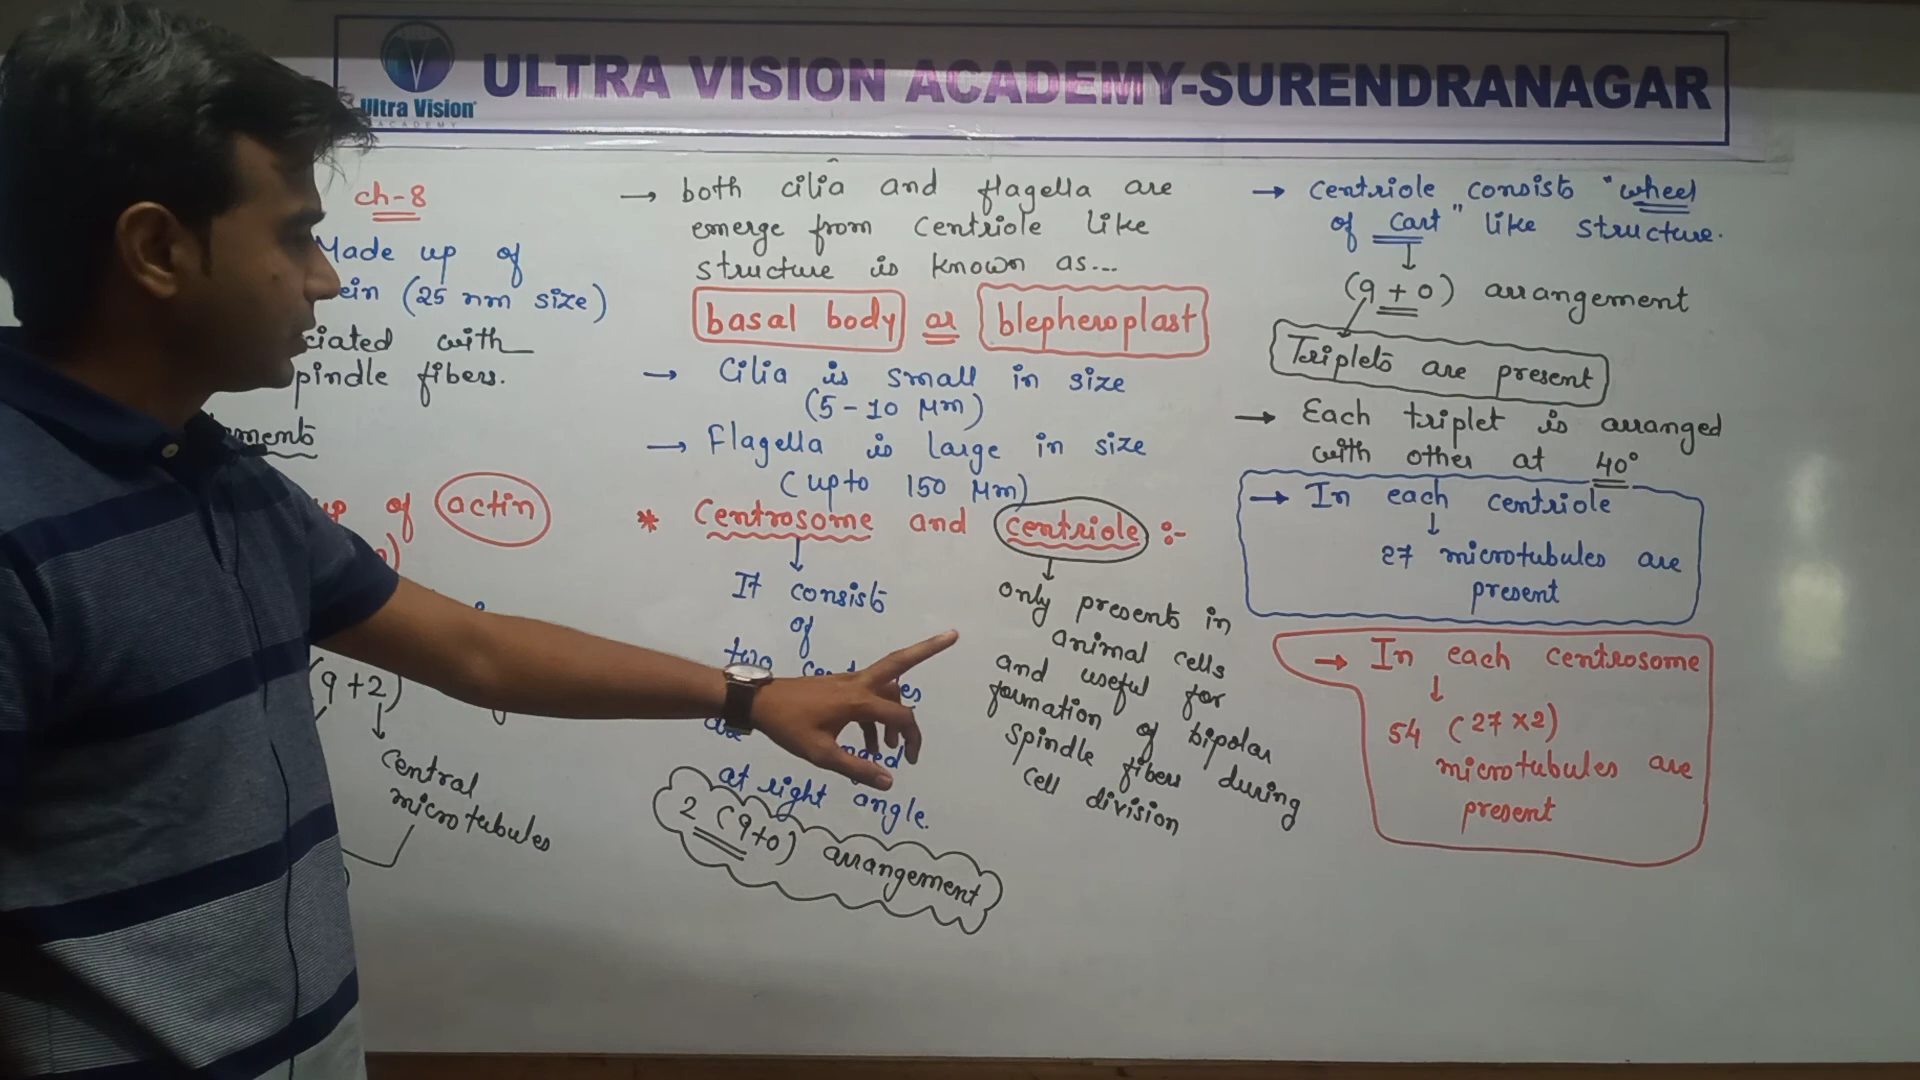 ULTRA VISION ACADEMY-SURENDRANAGAR
Ultra Vision
ACADEMY
ch-8
Made up of
(25 nm size)
with
spindle fibers.
of actin
(9+2)
central
microtubules
→ both cilia and flagella are
emerge from centriole like
structure is known as...
basal body or blepheroplast
→ Cilia is small in size
(5-10 μm)
→ Flagella is large in size
(upto 150 μm)
* Centrosome and centriole :-
It consists
of
two
at right angle.
2 (9+0) arrangement
only presents in
animal cells
and useful for
formation of bipolar
spindle fibers during
cell division
→ centriole consists "wheel
of cart" like structure.
(9+0) arrangement
Triplets are present
→ Each triplet is arranged
with other at 40°
→ In each centriole
↓
27 microtubules are
present
→ In each centrosome
↓
54 (27×2)
microtubules are
present